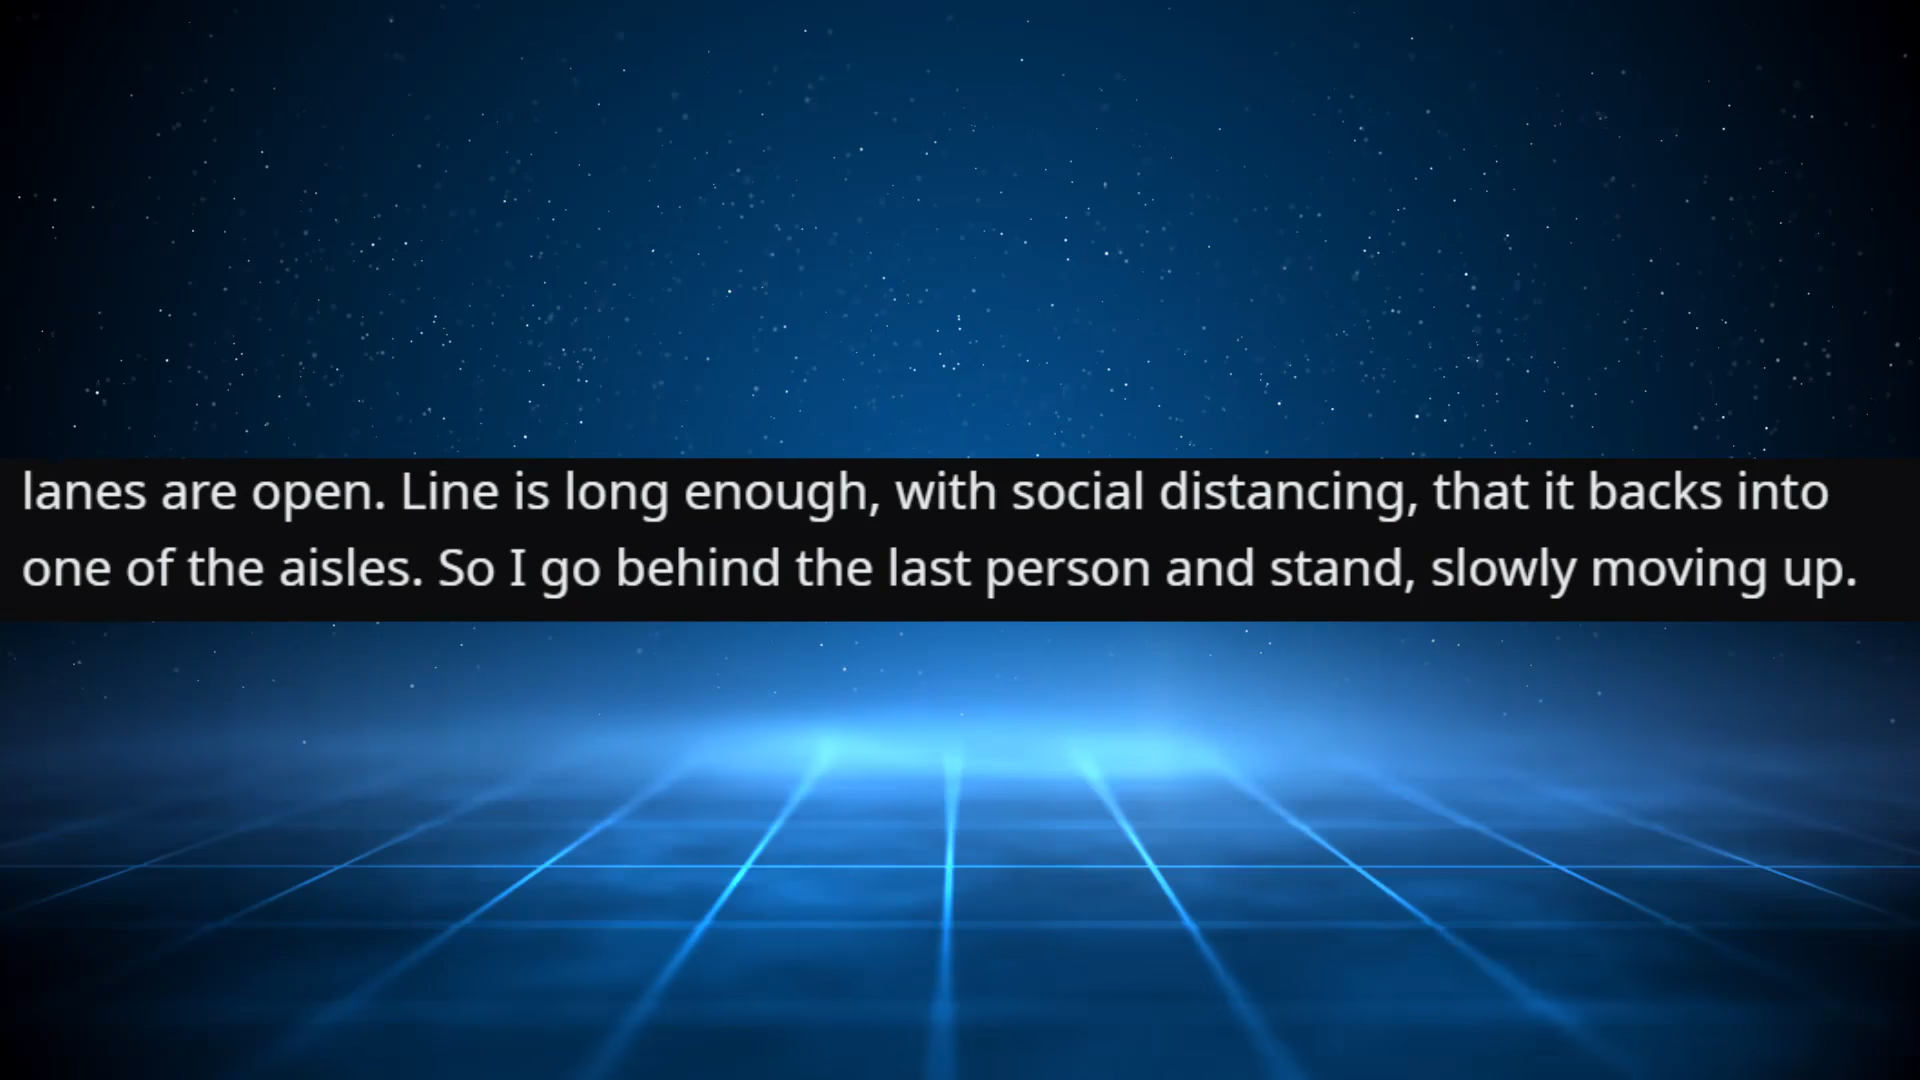 lanes are open. Line is long enough, with social distancing, that it backs into
one of the aisles. So I go behind the last person and stand, slowly moving up.